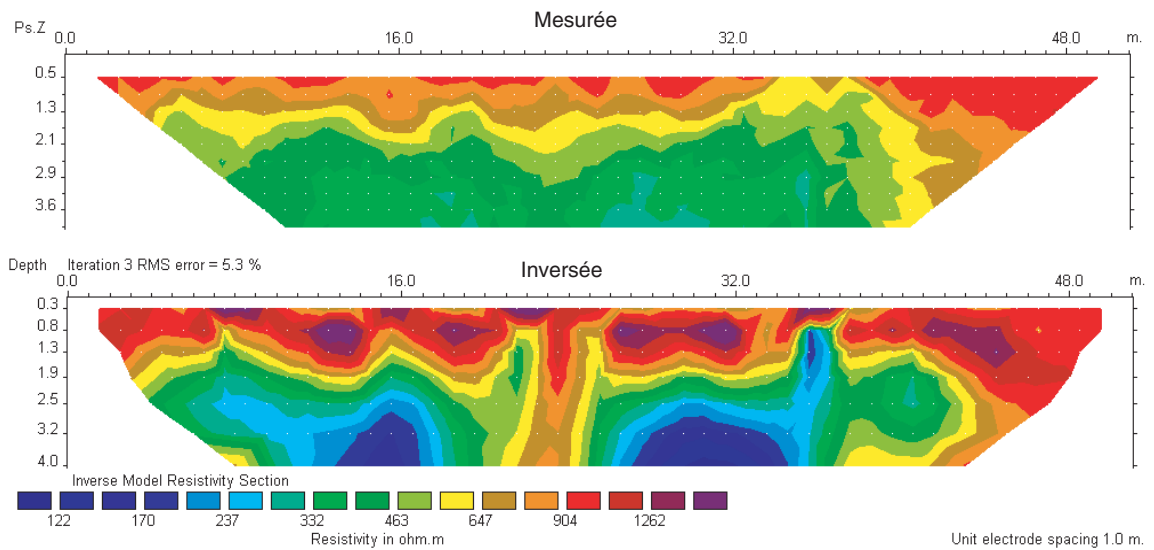 Mesurée
Ps.Z 0.0 16.0 32.0 48.0 m.
0.5
1.3
2.1
2.9
3.6
Depth Iteration 3 RMS error = 5.3 % Inversée
0.0 16.0 32.0 48.0 m.
0.3
0.8
1.3
1.9
2.5
3.2
4.0
Inverse Model Resistivity Section
122 170 237 332 463 647 904 1262
Resistivity in ohm.m Unit electrode spacing 1.0 m.